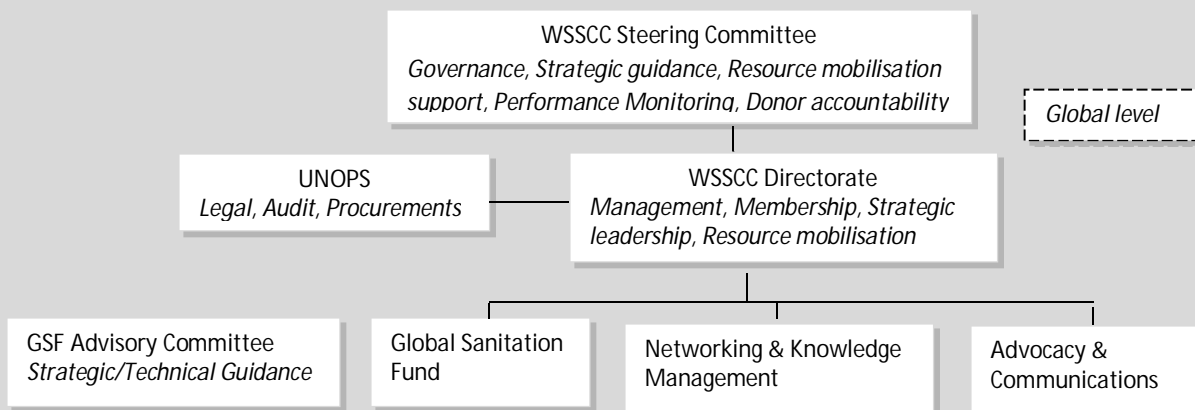 WSSCC Steering Committee
Governance, Strategic guidance, Resource mobilisation
support, Performance Monitoring, Donor accountability
Global level
UNOPS
Legal, Audit, Procurements
WSSCC Directorate
Management, Membership, Strategic
leadership, Resource mobilisation
GSF Advisory Committee
Strategic/Technical Guidance
Global Sanitation
Fund
Networking & Knowledge
Management
Advocacy &
Communications